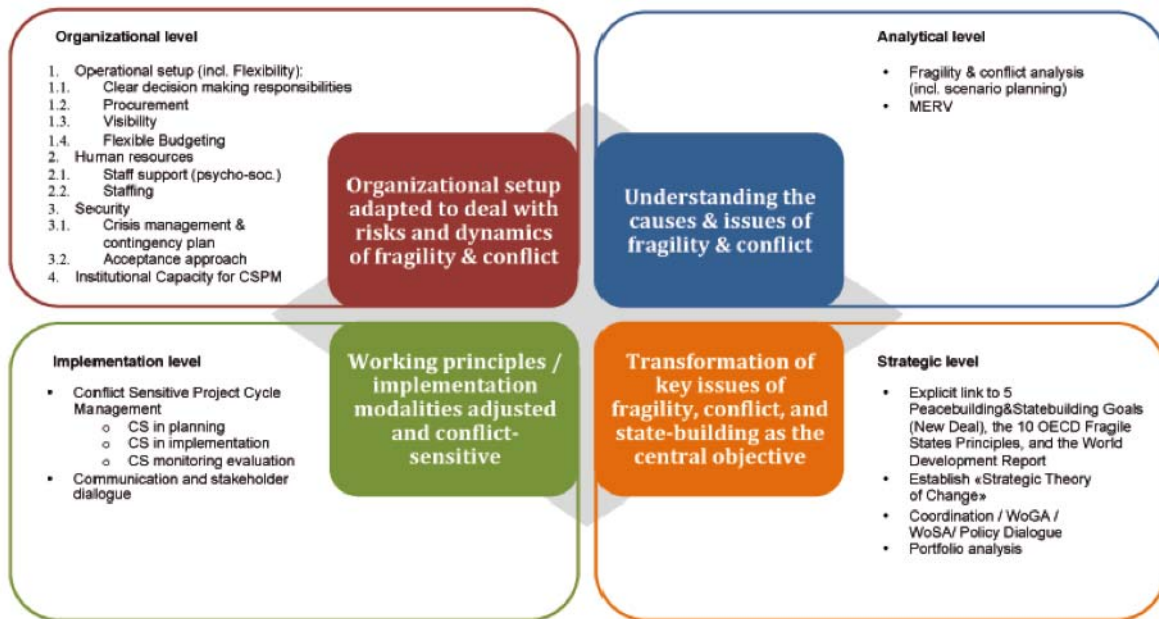 Organizational level
1. Operational setup (incl. Flexibility):
1.1. Clear decision making responsibilities
1.2. Procurement
1.3. Visibility
1.4. Flexible Budgeting
2. Human resources
2.1. Staff support (psycho-soc.)
2.2. Staffing
3. Security
3.1. Crisis management &
contingency plan
3.2. Acceptance approach
4. Institutional Capacity for CSPM
Organizational setup
adapted to deal with
risks and dynamics
of fragility & conflict
Analytical level
• Fragility & conflict analysis
(incl. scenario planning)
• MERV
Understanding the
causes & issues of
fragility & conflict
Implementation level
• Conflict Sensitive Project Cycle
Management
o CS in planning
o CS in implementation
o CS monitoring evaluation
• Communication and stakeholder
dialogue
Working principles /
implementation
modalities adjusted
and conflict-
sensitive
Transformation of
key issues of
fragility, conflict, and
state-building as the
central objective
Strategic level
• Explicit link to 5
Peacebuilding&Statebuilding Goals
(New Deal), the 10 OECD Fragile
States Principles, and the World
Development Report
• Establish «Strategic Theory
of Change»
• Coordination / WoGA /
WoSA/ Policy Dialogue
• Portfolio analysis